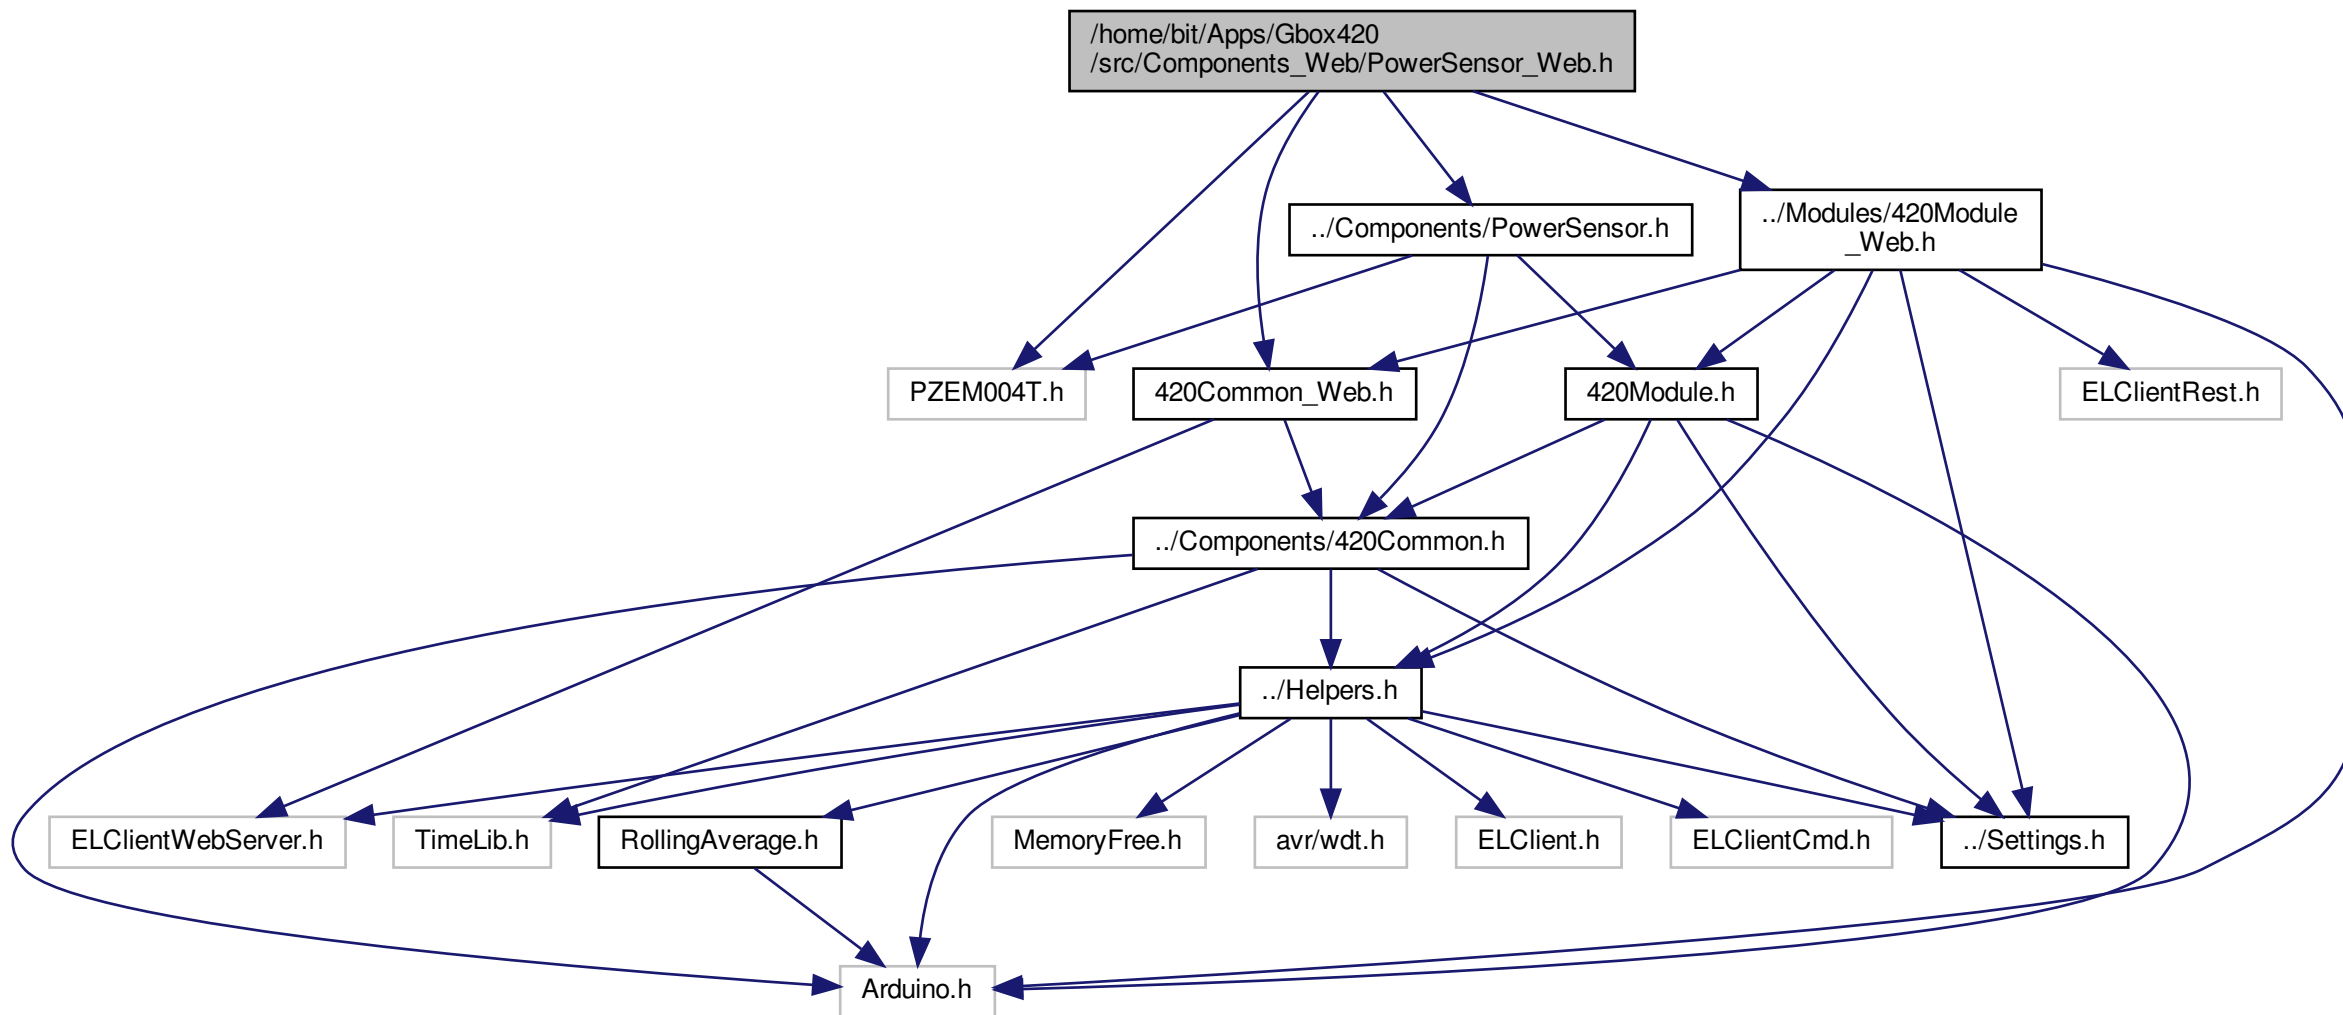 /home/bit/Apps/Gbox420
/src/Components_Web/PowerSensor_Web.h
../Components/PowerSensor.h
../Modules/420Module
_Web.h
PZEM004T.h
420Common_Web.h
420Module.h
ELClientRest.h
../Components/420Common.h
../Helpers.h
ELClientWebServer.h
TimeLib.h
RollingAverage.h
MemoryFree.h
avr/wdt.h
ELClient.h
ELClientCmd.h
../Settings.h
Arduino.h